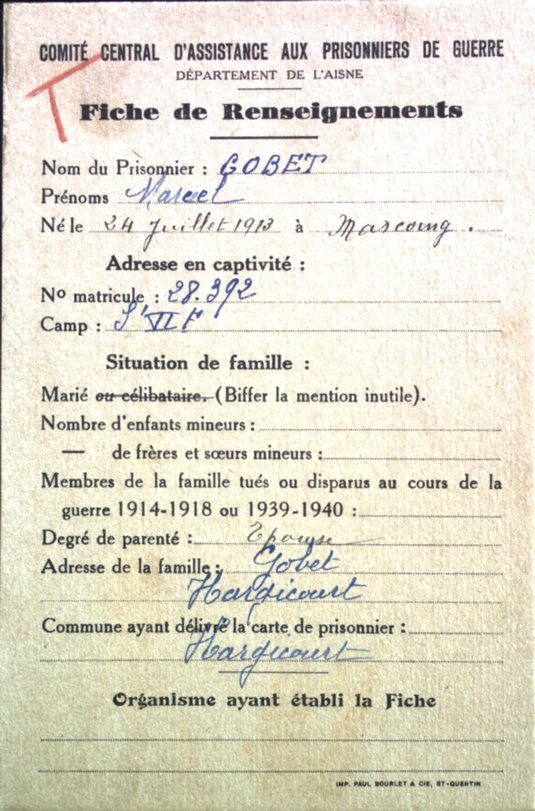 COMITÉ CENTRAL D'ASSISTANCE AUX PRISONNIERS DE GUERRE
DÉPARTEMENT DE L'AISNE
T
Fiche de Renseignements
Nom du Prisonnier : GOBET
Prénoms Marcel
Né le 24 Juillet 1913 à Marcoing.
Adresse en captivité :
No matricule : 28.392
Camp : VII F
Situation de famille :
Marié ou célibataire. (Biffer la mention inutile).
Nombre d'enfants mineurs :
— de frères et sœurs mineurs :
Membres de la famille tués ou disparus au cours de la
guerre 1914-1918 ou 1939-1940 :
Degré de parenté : Epouse
Adresse de la famille : Gobet
Hargicourt
Commune ayant délivré la carte de prisonnier :
Hargicourt
Organisme ayant établi la Fiche
IMP. PAUL BOURLET & CIE, ST-QUENTIN